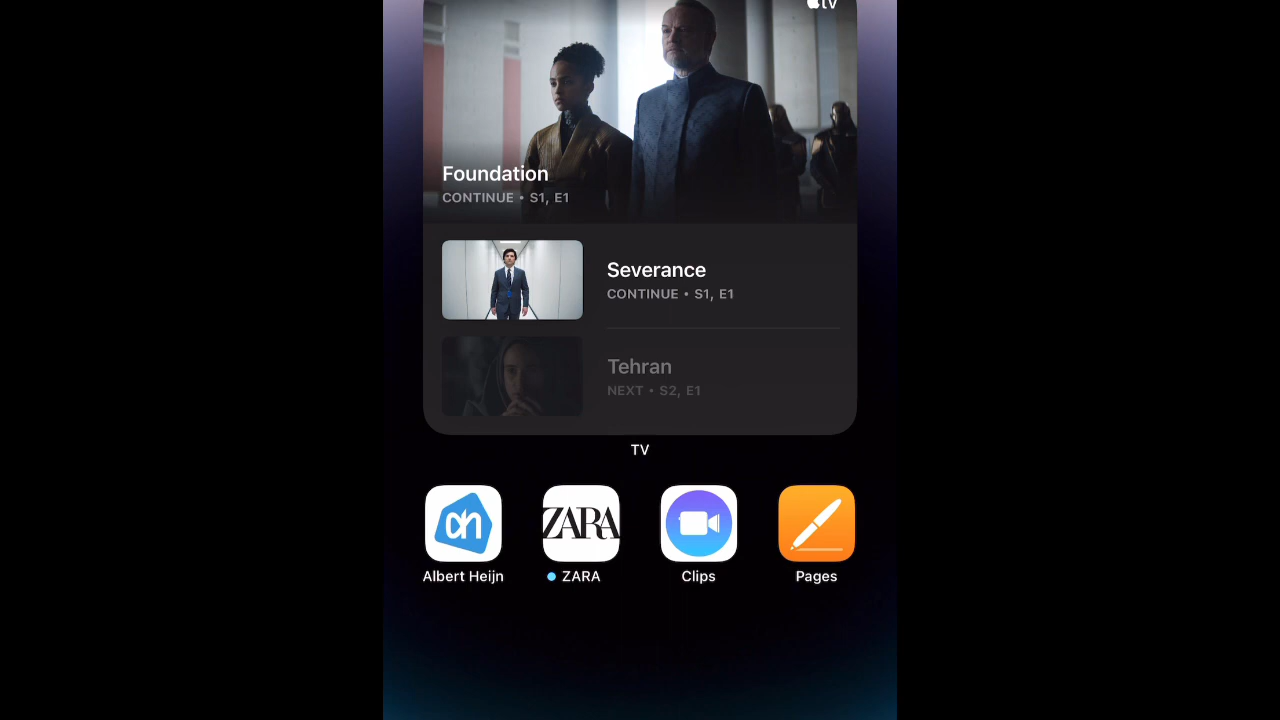 tv
Foundation
CONTINUE • S1, E1
Severance
CONTINUE • S1, E1
Tehran
NEXT • S2, E1
TV
ah
ZARA
Albert Heijn
ZARA
Clips
Pages